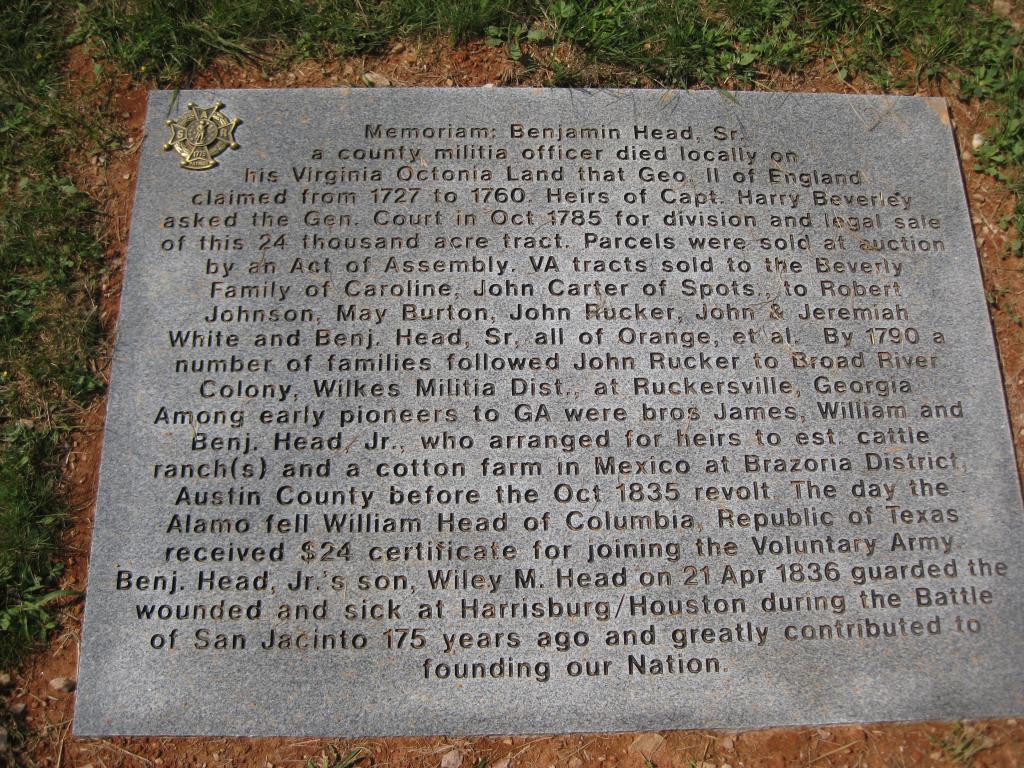 Memoriam: Benjamin Head, Sr.
a county militia officer died locally on
his Virginia Octonia Land that Geo. II of England
claimed from 1727 to 1760. Heirs of Capt. Harry Beverley
asked the Gen. Court in Oct 1785 for division and legal sale
of this 24 thousand acre tract. Parcels were sold at auction
by an Act of Assembly. VA tracts sold to the Beverly
Family of Caroline, John Carter of Spots., to Robert
Johnson, May Burton, John Rucker, John & Jeremiah
White and Benj. Head, Sr, all of Orange, et al. By 1790 a
number of families followed John Rucker to Broad River
Colony, Wilkes Militia Dist., at Ruckersville, Georgia
Among early pioneers to GA were bros James, William and
Benj. Head, Jr., who arranged for heirs to est. cattle
ranch(s) and a cotton farm in Mexico at Brazoria District,
Austin County before the Oct 1835 revolt. The day the
Alamo fell William Head of Columbia, Republic of Texas
received $24 certificate for joining the Voluntary Army.
Benj. Head, Jr.'s son, Wiley M. Head on 21 Apr 1836 guarded the
wounded and sick at Harrisburg/Houston during the Battle
of San Jacinto 175 years ago and greatly contributed to
founding our Nation.